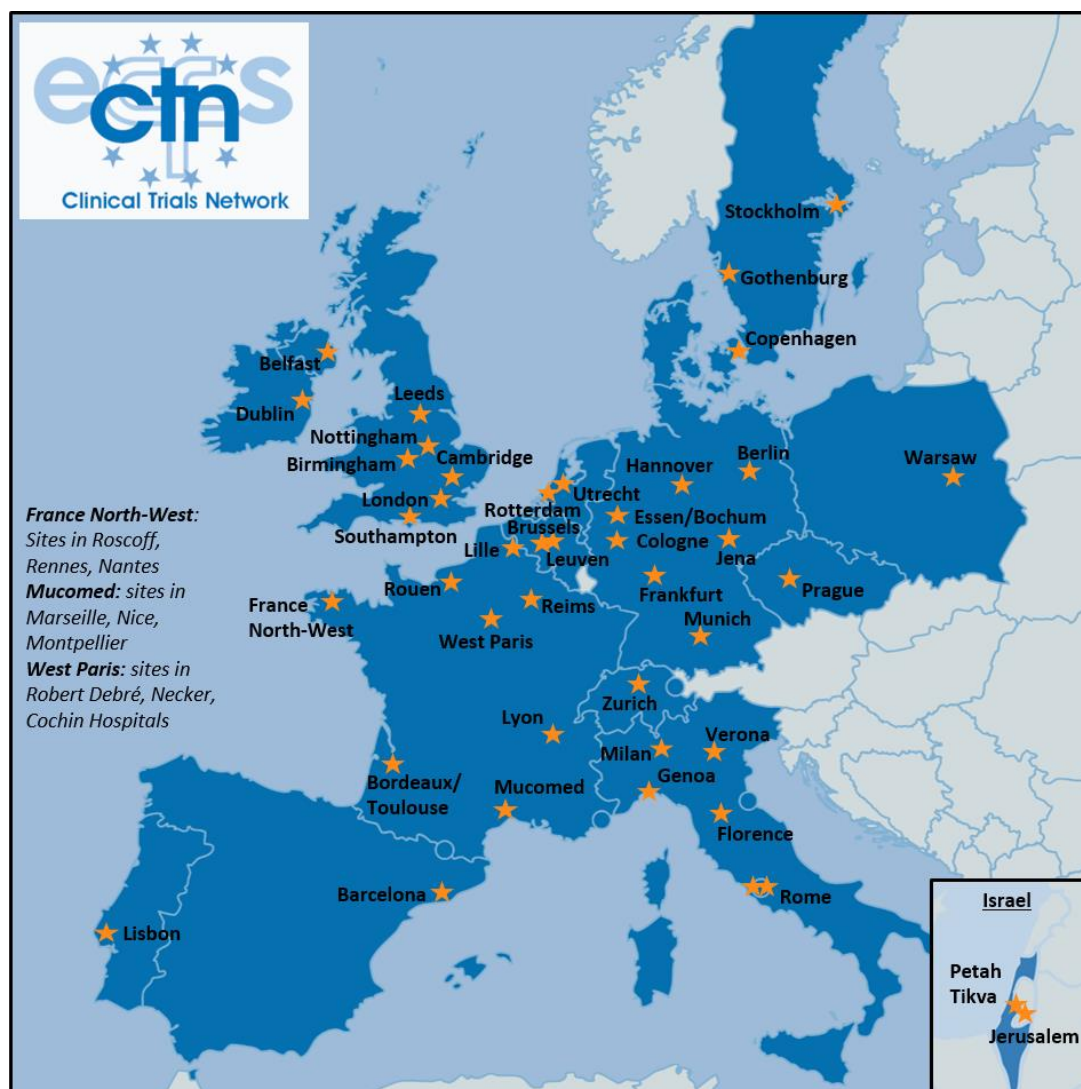 ecfs
ctn
Clinical Trials Network
Stockholm
Gothenburg
Copenhagen
Belfast
Dublin
Leeds
Nottingham
Birmingham
Cambridge
London
Southampton
Hannover
Berlin
Warsaw
Utrecht
Rotterdam
Essen/Bochum
Brussels
Cologne
Lille
Leuven
Jena
Rouen
Reims
Frankfurt
Prague
France
North-West
West Paris
Munich
France North-West:
Sites in Roscoff,
Rennes, Nantes
Mucomed: sites in
Marseille, Nice,
Montpellier
West Paris: sites in
Robert Debré, Necker,
Cochin Hospitals
Zurich
Lyon
Milan
Verona
Genoa
Bordeaux/
Toulouse
Mucomed
Florence
Barcelona
Rome
Lisbon
Israel
Petah
Tikva
Jerusalem